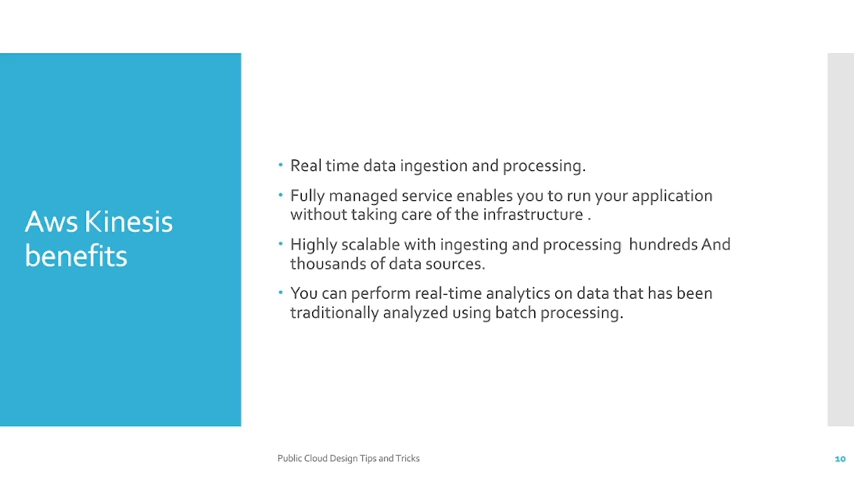 Aws Kinesis
benefits
• Real time data ingestion and processing.
• Fully managed service enables you to run your application
without taking care of the infrastructure .
• Highly scalable with ingesting and processing  hundreds And
thousands of data sources.
• You can perform real-time analytics on data that has been
traditionally analyzed using batch processing.
Public Cloud Design Tips and Tricks
10